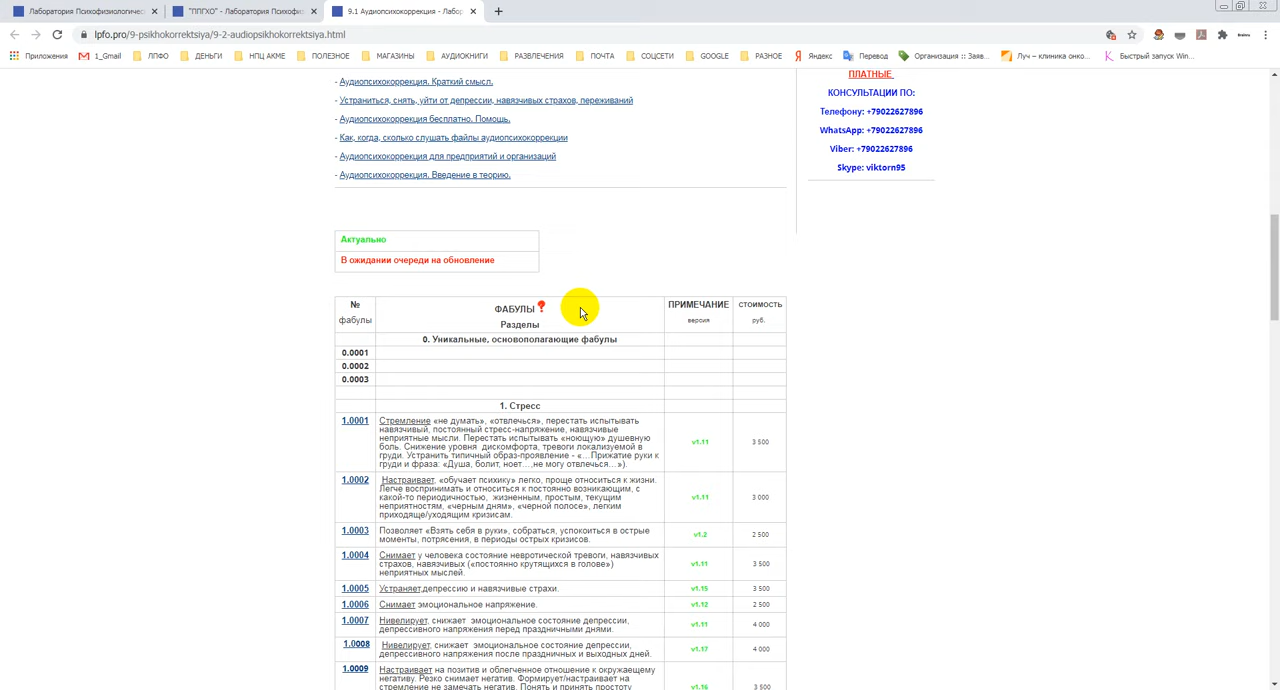 Лаборатория Психофизиологичес
"ППГХО" - Лаборатория Психофиз
9.1 Аудиопсихокоррекция - Лабор
lpfo.pro/9-psikhokorrektsiya/9-2-audiopsikhokorrektsiya.html
Приложения 1_Gmail ЛПФО ДЕНЬГИ НПЦ АКМЕ ПОЛЕЗНОЕ МАГАЗИНЫ АУДИОКНИГИ РАЗВЛЕЧЕНИЯ ПОЧТА СОЦСЕТИ GOOGLE РАЗНОЕ Яндекс Перевод Организация :: Заяв... Луч – клиника онко... Быстрый запуск Win...
- Аудиопсихокоррекция. Краткий смысл.
- Устраниться, снять, уйти от депрессии, навязчивых страхов, переживаний
- Аудиопсихокоррекция бесплатно. Помощь.
- Как, когда, сколько слушать файлы аудиопсихокоррекции
- Аудиопсихокоррекция для предприятий и организаций
- Аудиопсихокоррекция. Введение в теорию.
ПЛАТНЫЕ
КОНСУЛЬТАЦИИ ПО:
Телефону: +79022627896
WhatsApp: +79022627896
Viber: +79022627896
Skype: viktorn95
Актуально
В ожидании очереди на обновление
№
фабулы
ФАБУЛЫ ?
Разделы
ПРИМЕЧАНИЕ
версия
СТОИМОСТЬ
руб.
0. Уникальные, основополагающие фабулы
0.0001
0.0002
0.0003
1. Стресс
1.0001
Стремление «не думать», «отвлечься», перестать испытывать
навязчивый, постоянный стресс-напряжение, навязчивые
неприятные мысли. Перестать испытывать «ноющую» душевную
боль. Снижение уровня дискомфорта, тревоги локализуемой в
груди. Устранить типичный образ-проявление - «...Прижатие руки к
груди и фраза: «Душа, болит, ноет...,не могу отвлечься...»).
v1.11
3 500
1.0002
Настраивает, «обучает психику» легко, проще относиться к жизни.
Легче воспринимать и относиться к постоянно возникающим, с
какой-то периодичностью, жизненным, простым, текущим
неприятностям, «черным дням», «черной полосе», легким
приходяще/уходящим кризисам.
v1.11
3 000
1.0003
Позволяет «Взять себя в руки», собраться, успокоиться в острые
моменты, потрясения, в периоды острых кризисов.
v1.2
2 500
1.0004
Снимает у человека состояние невротической тревоги, навязчивых
страхов, навязчивых («постоянно крутящихся в голове»)
неприятных мыслей.
v1.11
3 500
1.0005
Устраняет,депрессию и навязчивые страхи.
v1.15
3 500
1.0006
Снимает эмоциональное напряжение.
v1.12
2 500
1.0007
Нивелирует, снижает эмоциональное состояние депрессии,
депрессивного напряжения перед праздничными днями.
v1.11
4 000
1.0008
Нивелирует, снижает эмоциональное состояние депрессии,
депрессивного напряжения после праздничных и выходных дней.
v1.17
4 000
1.0009
Настраивает на позитив и облегченное отношение к окружаещему
негативу. Резко снимает негатив. Формирует/настраивает на
стремление не замечать негатив. Понять и принять простоту
v1.16
3 500